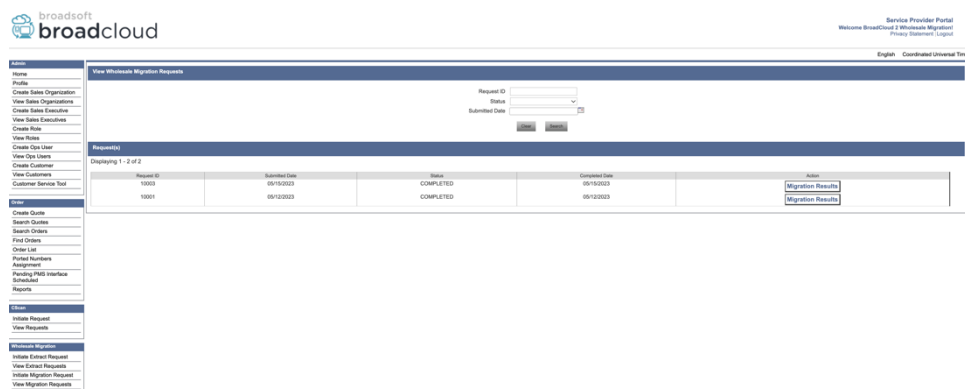 broadsoft
broadcloud
Service Provider Portal
Welcome BroadCloud 2 Wholesale Migration!
Privacy Statement | Logout
English Coordinated Universal Tim
Admin
Home
Profile
Create Sales Organization
View Sales Organizations
Create Sales Executive
View Sales Executives
Create Role
View Roles
Create Ops User
View Ops Users
Create Customer
View Customers
Customer Service Tool
Order
Create Quote
Search Quotes
Search Orders
Find Orders
Order List
Ported Numbers
Assignment
Pending PMS Interface
Scheduled
Reports
CScan
Initiate Request
View Requests
Wholesale Migration
Initiate Extract Request
View Extract Requests
Initiate Migration Request
View Migration Requests
View Wholesale Migration Requests
Request ID
Status
Submitted Date
Clear Search
Request(s)
Displaying 1 - 2 of 2
Request ID Submitted Date Status Completed Date Action
10003 05/15/2023 COMPLETED 05/15/2023 Migration Results
10001 05/12/2023 COMPLETED 05/12/2023 Migration Results